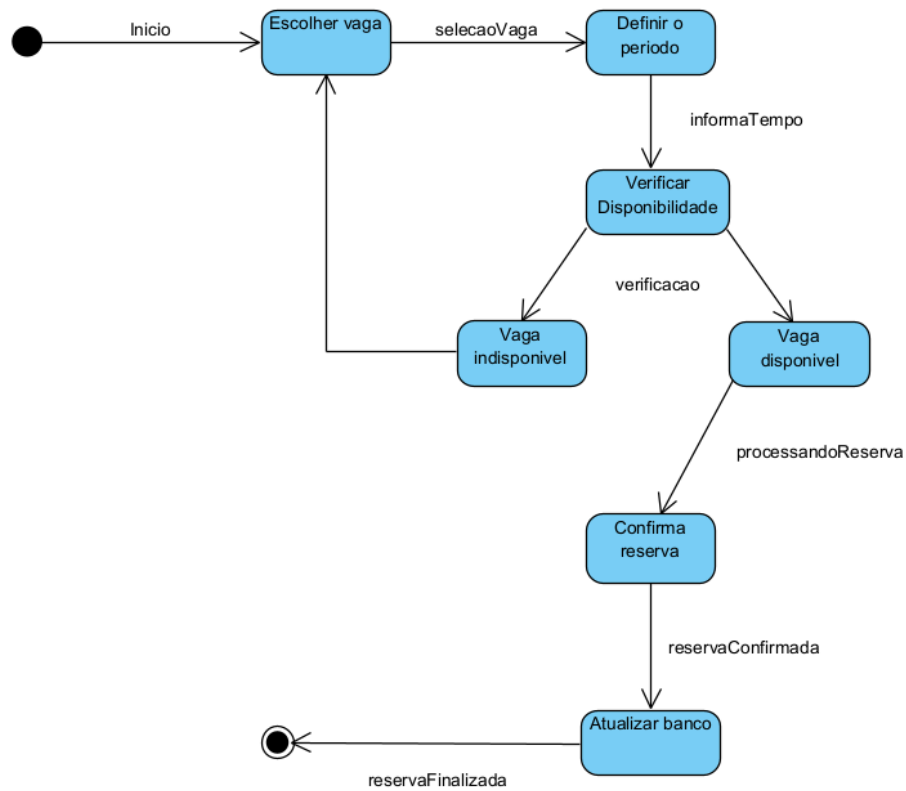 Inicio
Escolher vaga
selecaoVaga
Definir o
periodo
informaTempo
Verificar
Disponibilidade
verificacao
Vaga
indisponivel
Vaga
disponivel
processandoReserva
Confirma
reserva
reservaConfirmada
Atualizar banco
reservaFinalizada